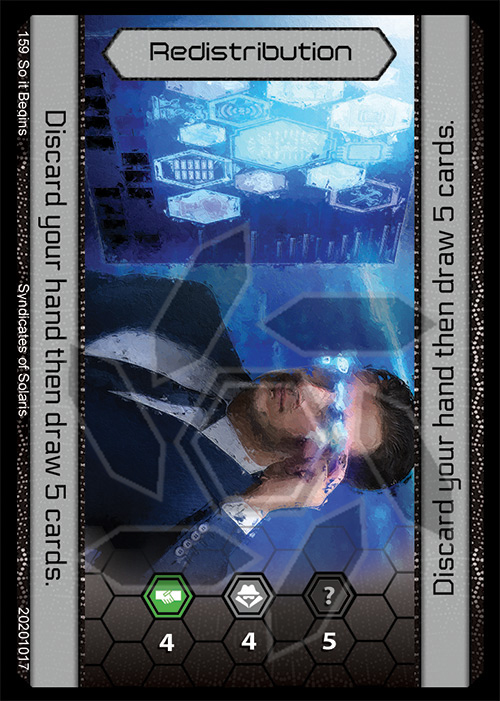 Redistribution
159 So it Begins
Syndicates of Solaris
20201017
Discard your hand then draw 5 cards.
Discard your hand then draw 5 cards.
?
4 4 5